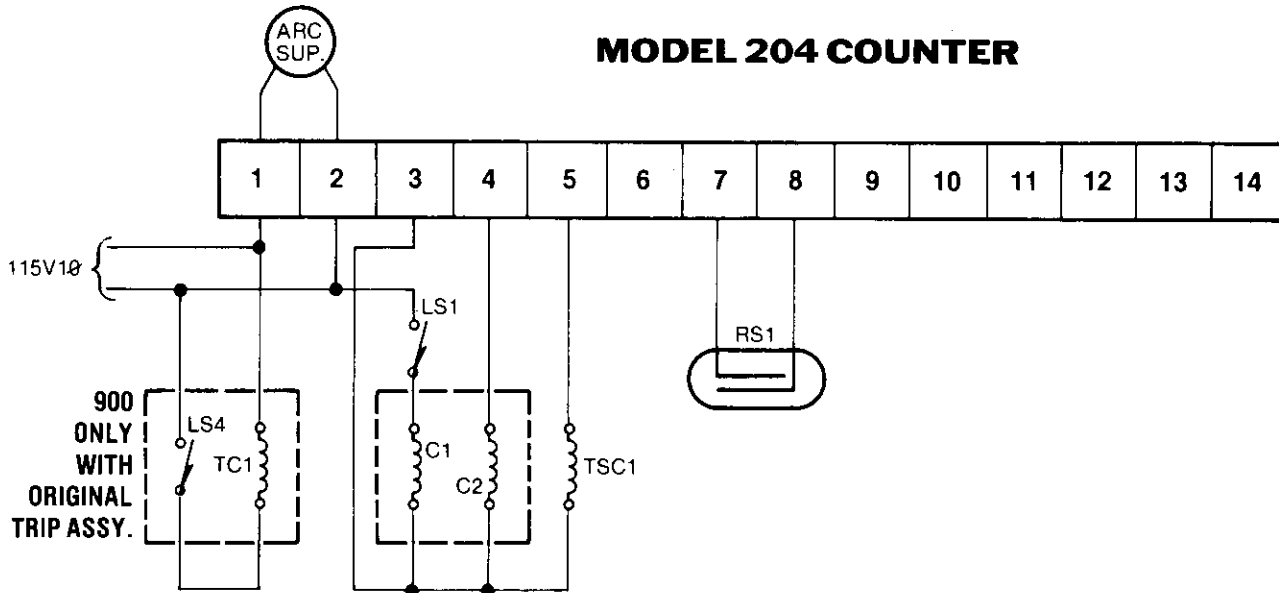 ARC
SUP.
MODEL 204 COUNTER
1 2 3 4 5 6 7 8 9 10 11 12 13 14
115V1ø
LS1
RS1
900
ONLY
WITH
ORIGINAL
TRIP ASSY.
LS4
TC1
C1
C2
TSC1